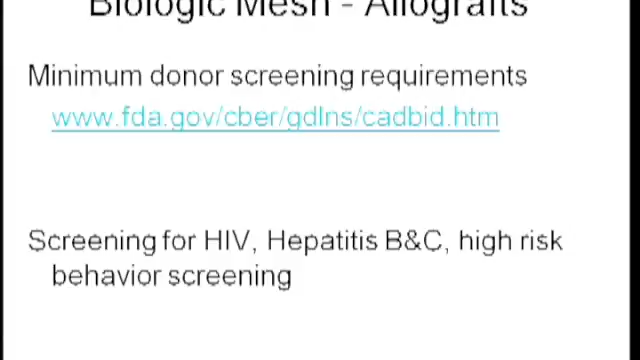 Biologic Mesh - Allografts
Minimum donor screening requirements
www.fda.gov/cber/gdlns/cadbio.htm
Screening for HIV, Hepatitis B&C, high risk
behavior screening